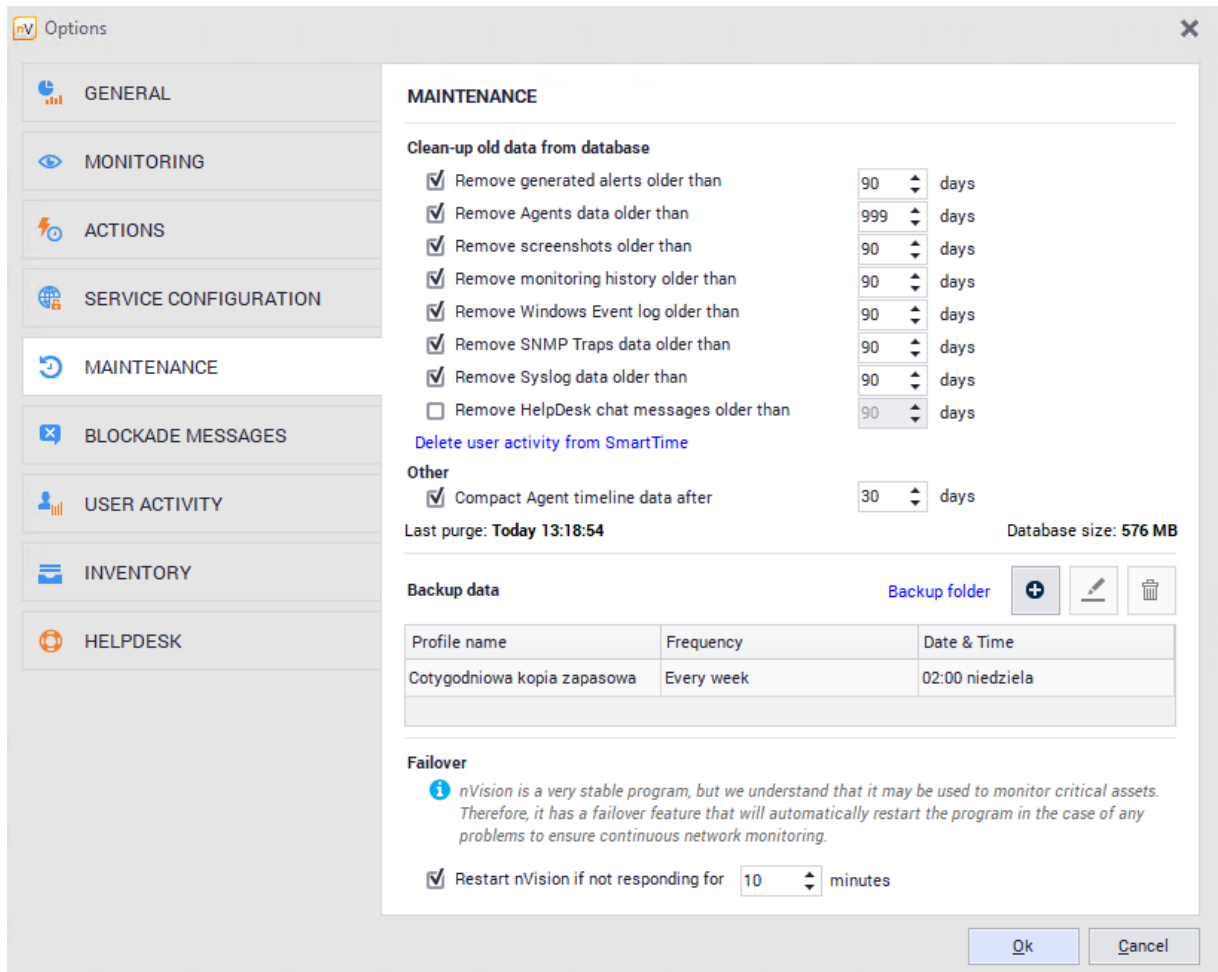 nV Options
GENERAL
MONITORING
ACTIONS
SERVICE CONFIGURATION
MAINTENANCE
BLOCKADE MESSAGES
USER ACTIVITY
INVENTORY
HELPDESK
MAINTENANCE
Clean-up old data from database
Remove generated alerts older than 90 days
Remove Agents data older than 999 days
Remove screenshots older than 90 days
Remove monitoring history older than 90 days
Remove Windows Event log older than 90 days
Remove SNMP Traps data older than 90 days
Remove Syslog data older than 90 days
Remove HelpDesk chat messages older than 90 days
Delete user activity from SmartTime
Other
Compact Agent timeline data after 30 days
Last purge: Today 13:18:54 Database size: 576 MB
Backup data Backup folder
Profile name Frequency Date & Time
Cotygodniowa kopia zapasowa Every week 02:00 niedziela
Failover
nVision is a very stable program, but we understand that it may be used to monitor critical assets.
Therefore, it has a failover feature that will automatically restart the program in the case of any
problems to ensure continuous network monitoring.
Restart nVision if not responding for 10 minutes
Ok Cancel